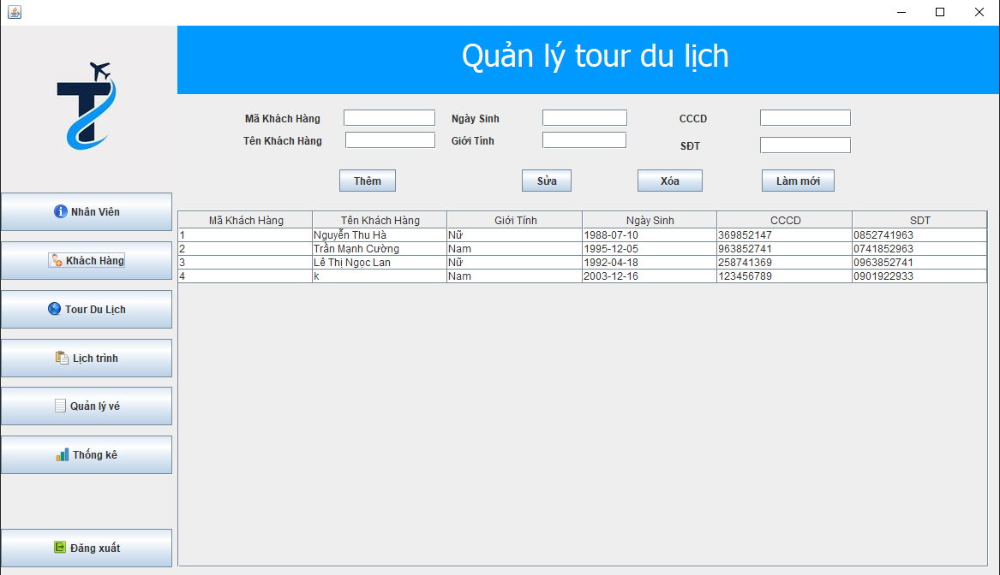 Quản lý tour du lịch
Mã Khách Hàng Ngày Sinh CCCD
Tên Khách Hàng Giới Tính SĐT
Thêm Sửa Xóa Làm mới
Nhân Viên
Khách Hàng
Tour Du Lịch
Lịch trình
Quản lý vé
Thống kê
Đăng xuất
Mã Khách Hàng Tên Khách Hàng Giới Tính Ngày Sinh CCCD SDT
1 Nguyễn Thu Hà Nữ 1988-07-10 369852147 0852741963
2 Trần Mạnh Cường Nam 1995-12-05 963852741 0741852963
3 Lê Thị Ngọc Lan Nữ 1992-04-18 258741369 0963852741
4 k Nam 2003-12-16 123456789 0901922933